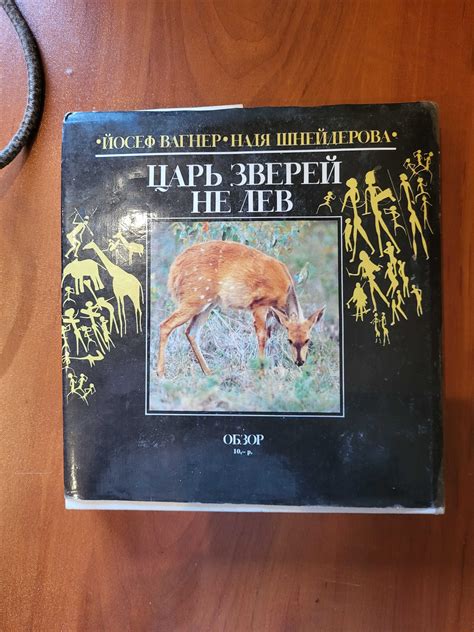 •ЙОСЕФ ВАГНЕР•НАДЯ ШНЕЙДЕРОВА•
ЦАРЬ ЗВЕРЕЙ
НЕ ЛЕВ
ОБЗОР
10,– р.